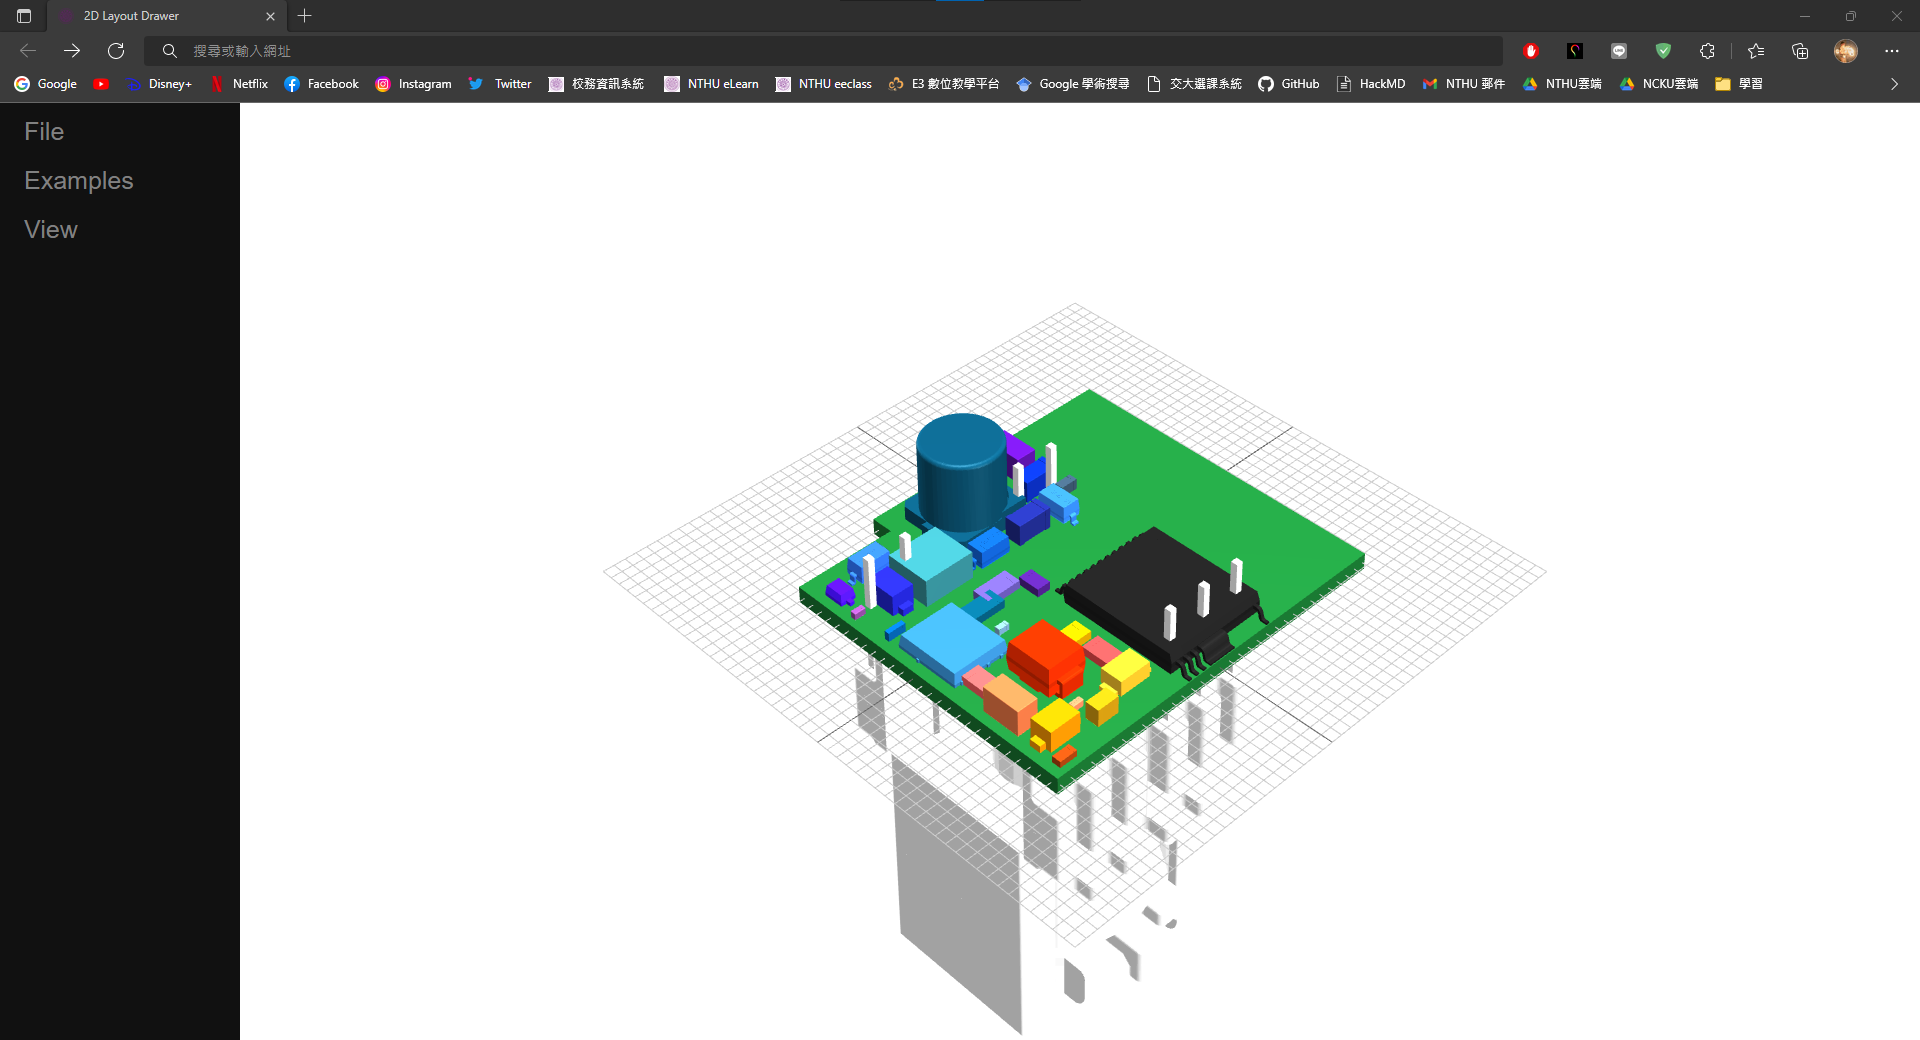 2D Layout Drawer
搜尋或輸入網址
Google Disney+ Netflix Facebook Instagram Twitter 校務資訊系統 NTHU eLearn NTHU eeclass E3 數位教學平台 Google 學術搜尋 交大選課系統 GitHub HackMD NTHU 郵件 NTHU雲端 NCKU雲端 學習
File
Examples
View